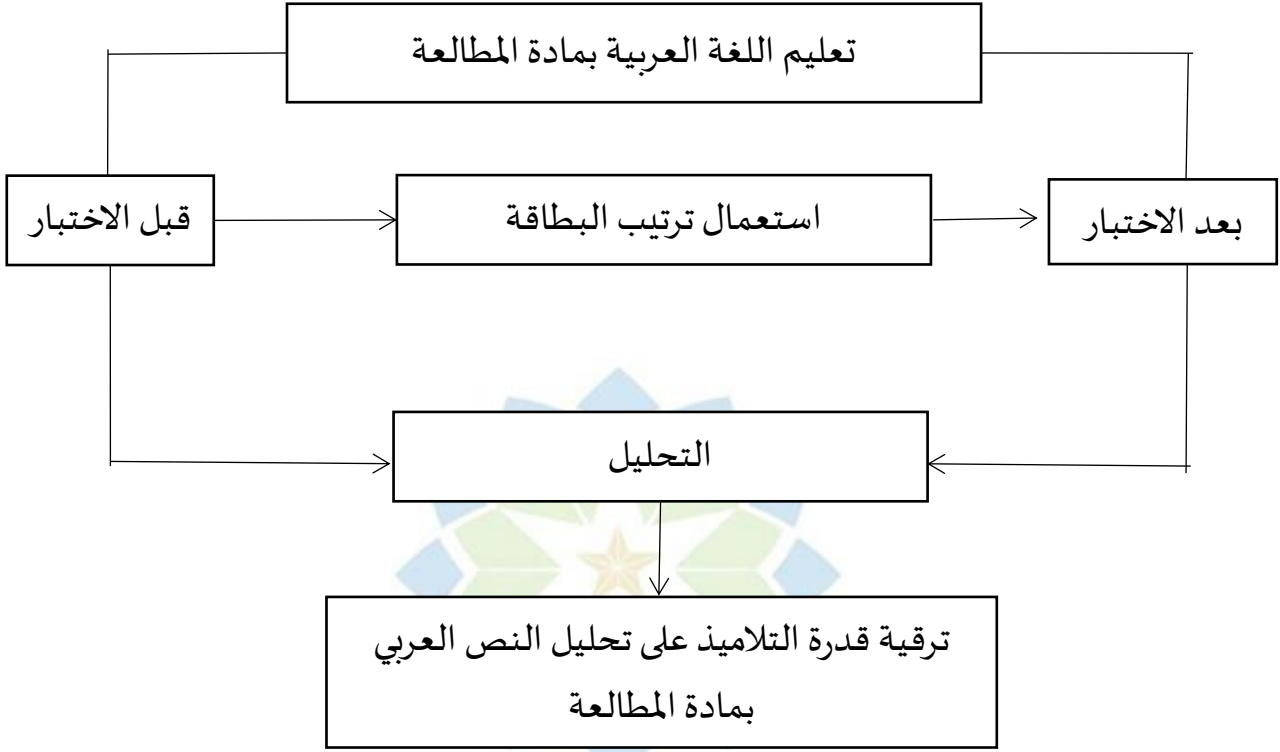 تعليم اللغة العربية بمادة المطالعة
قبل الاختبار
استعمال ترتيب البطاقة
بعد الاختبار
التحليل
ترقية قدرة التلاميذ على تحليل النص العربي
بمادة المطالعة